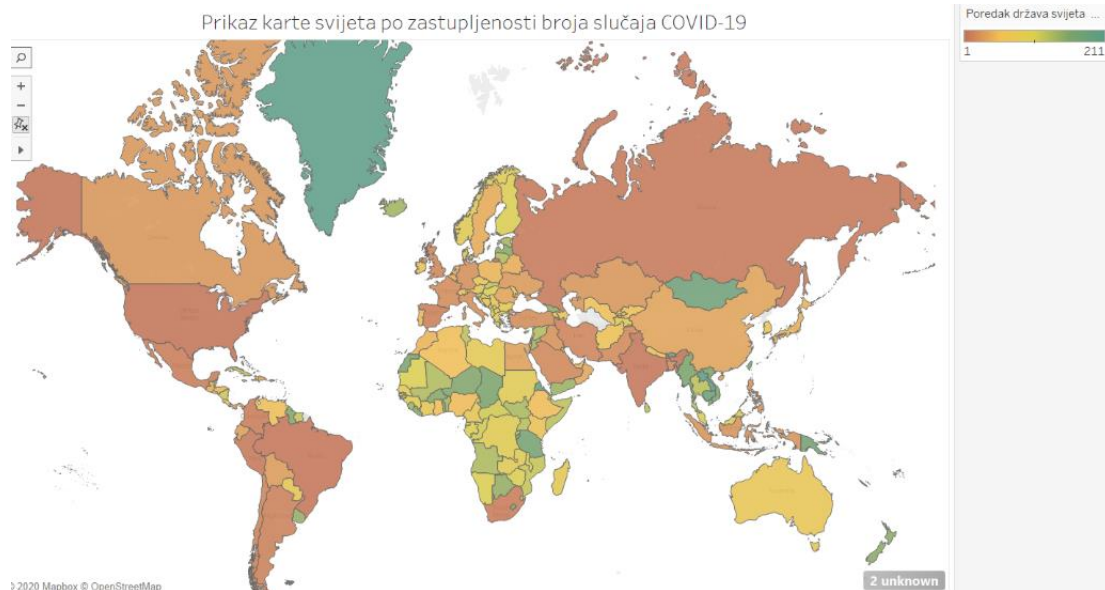 Prikaz karte svijeta po zastupljenosti broja slučaja COVID-19
Poredak država svijeta ...
1 211
2 unknown
© 2020 Mapbox © OpenStreetMap